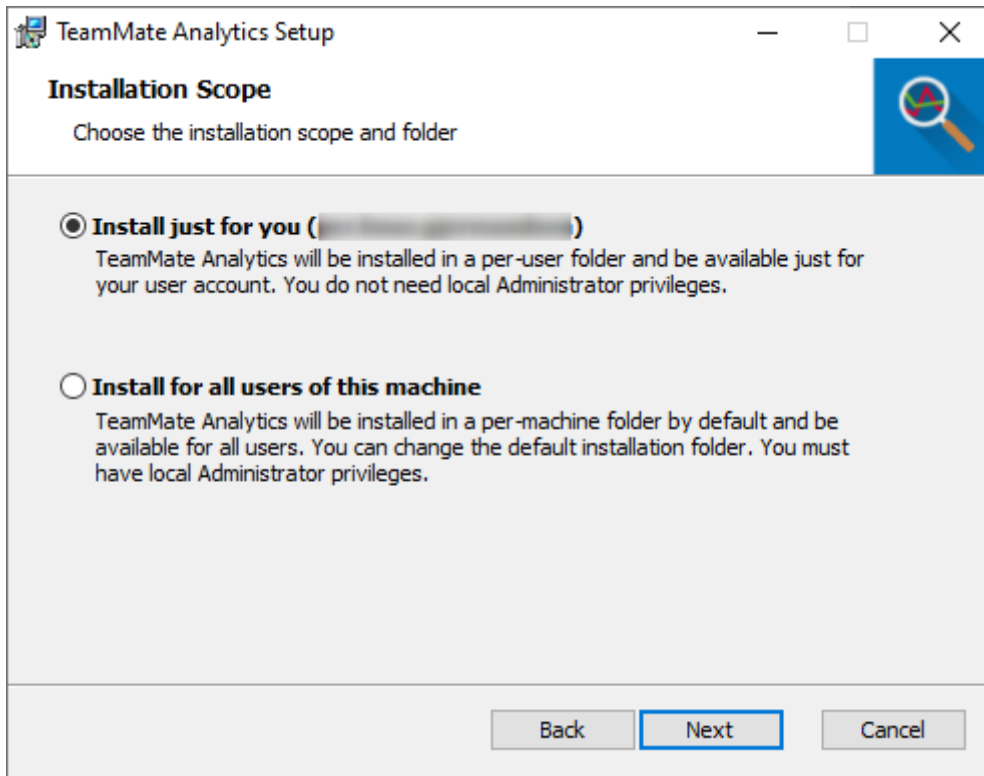 TeamMate Analytics Setup
Installation Scope
Choose the installation scope and folder
Install just for you ( )
TeamMate Analytics will be installed in a per-user folder and be available just for
your user account. You do not need local Administrator privileges.
Install for all users of this machine
TeamMate Analytics will be installed in a per-machine folder by default and be
available for all users. You can change the default installation folder. You must
have local Administrator privileges.
Back Next Cancel